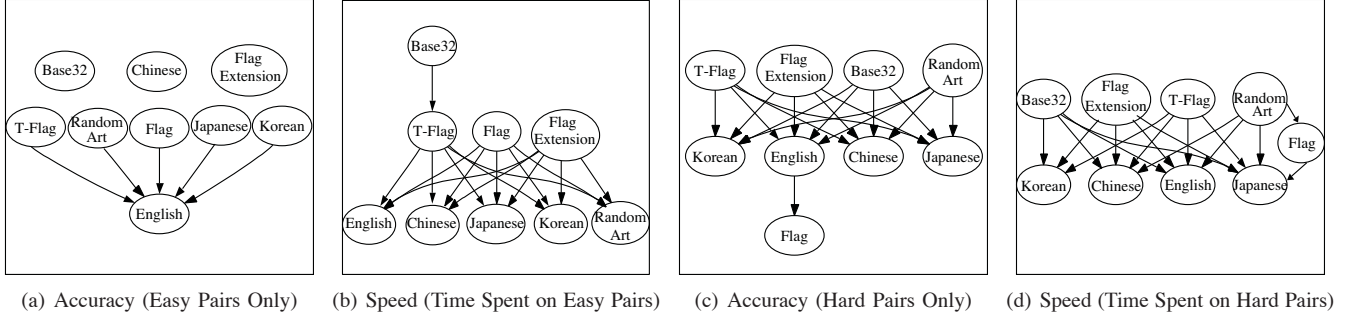 Base32
Chinese
Flag
Extension
T-Flag
Random
Art
Flag
Japanese
Korean
English
(a) Accuracy (Easy Pairs Only)
Base32
T-Flag
Flag
Flag
Extension
English
Chinese
Japanese
Korean
Random
Art
(b) Speed (Time Spent on Easy Pairs)
T-Flag
Flag
Extension
Base32
Random
Art
Korean
English
Chinese
Japanese
Flag
(c) Accuracy (Hard Pairs Only)
Base32
Flag
Extension
T-Flag
Random
Art
Flag
Korean
Chinese
English
Japanese
(d) Speed (Time Spent on Hard Pairs)